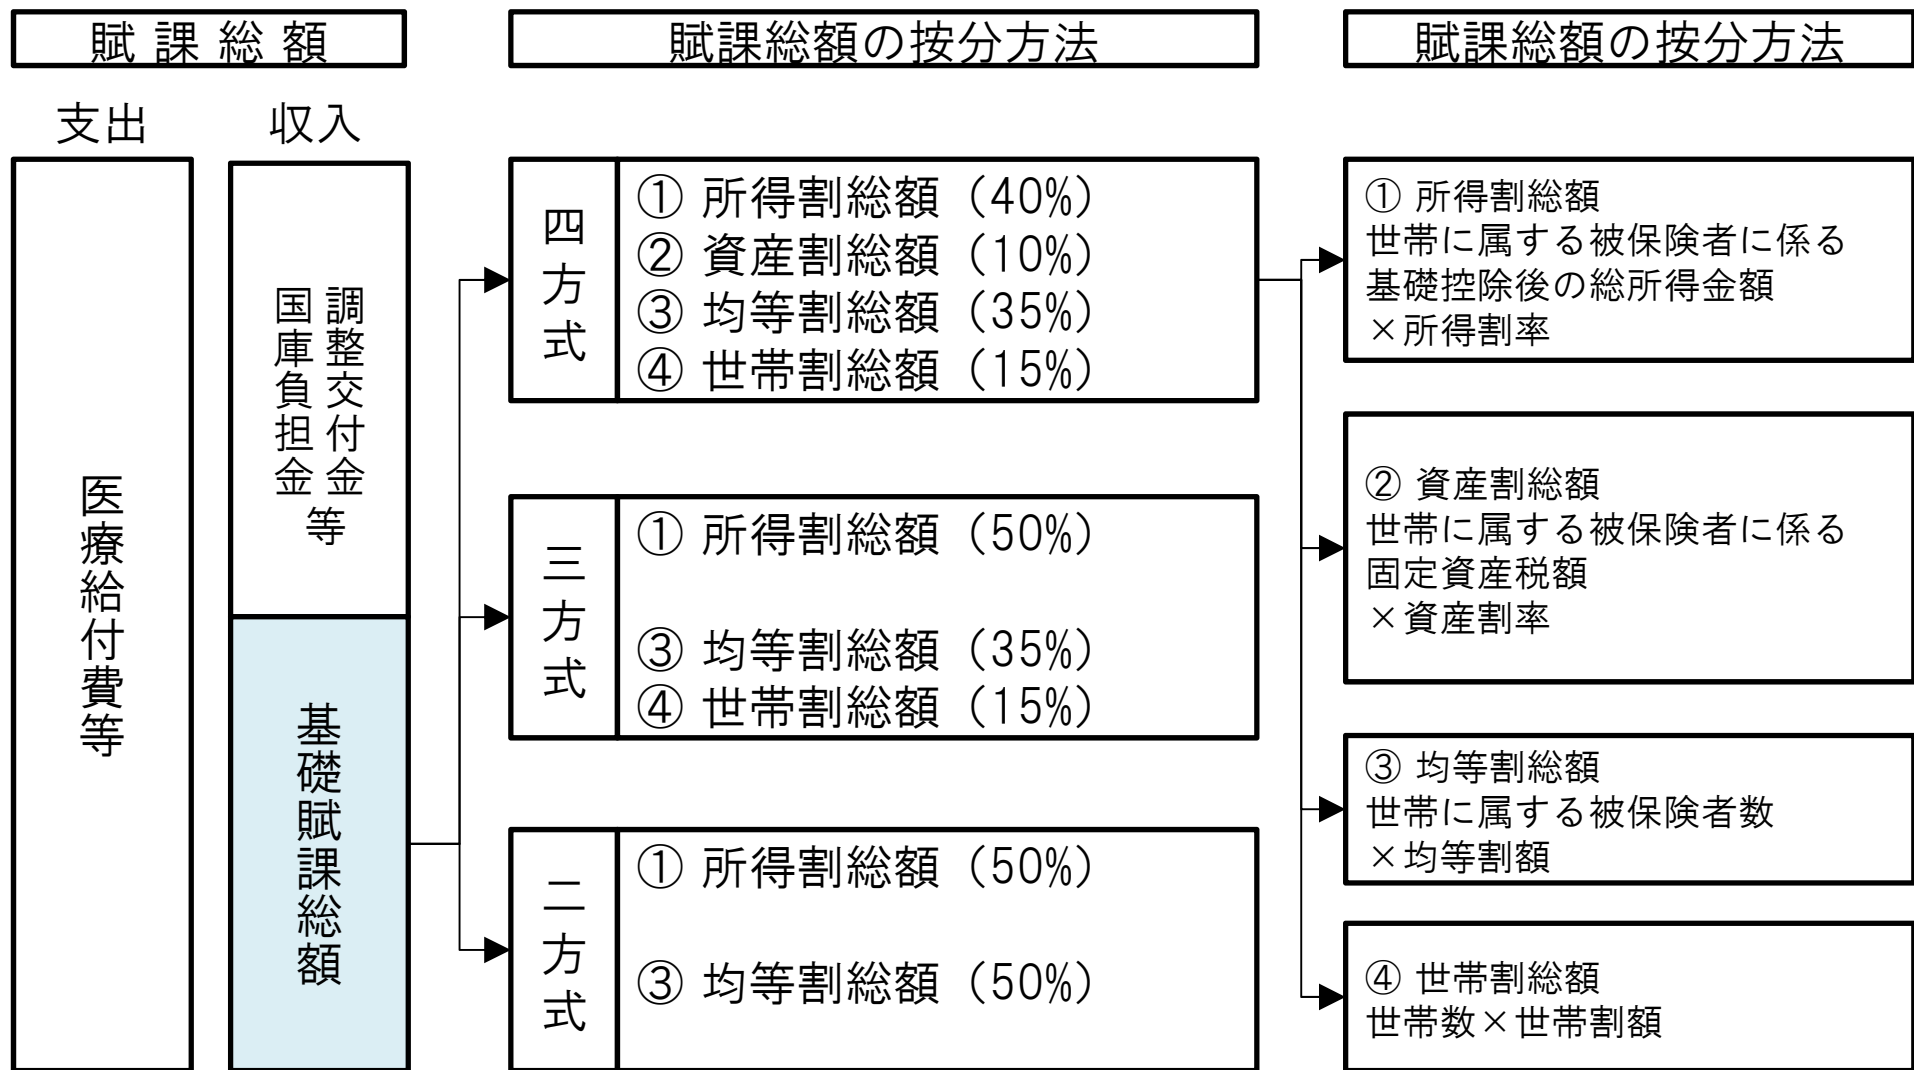 賦 課 総 額
賦課総額の按分方法
賦課総額の按分方法
支出
収入
医療給付費等
調整交付金
国庫負担金
等
基礎賦課総額
四方式
① 所得割総額 (40%)
② 資産割総額 (10%)
③ 均等割総額 (35%)
④ 世帯割総額 (15%)
三方式
① 所得割総額 (50%)
③ 均等割総額 (35%)
④ 世帯割総額 (15%)
二方式
① 所得割総額 (50%)
③ 均等割総額 (50%)
① 所得割総額
世帯に属する被保険者に係る
基礎控除後の総所得金額
×所得割率
② 資産割総額
世帯に属する被保険者に係る
固定資産税額
×資産割率
③ 均等割総額
世帯に属する被保険者数
×均等割額
④ 世帯割総額
世帯数×世帯割額